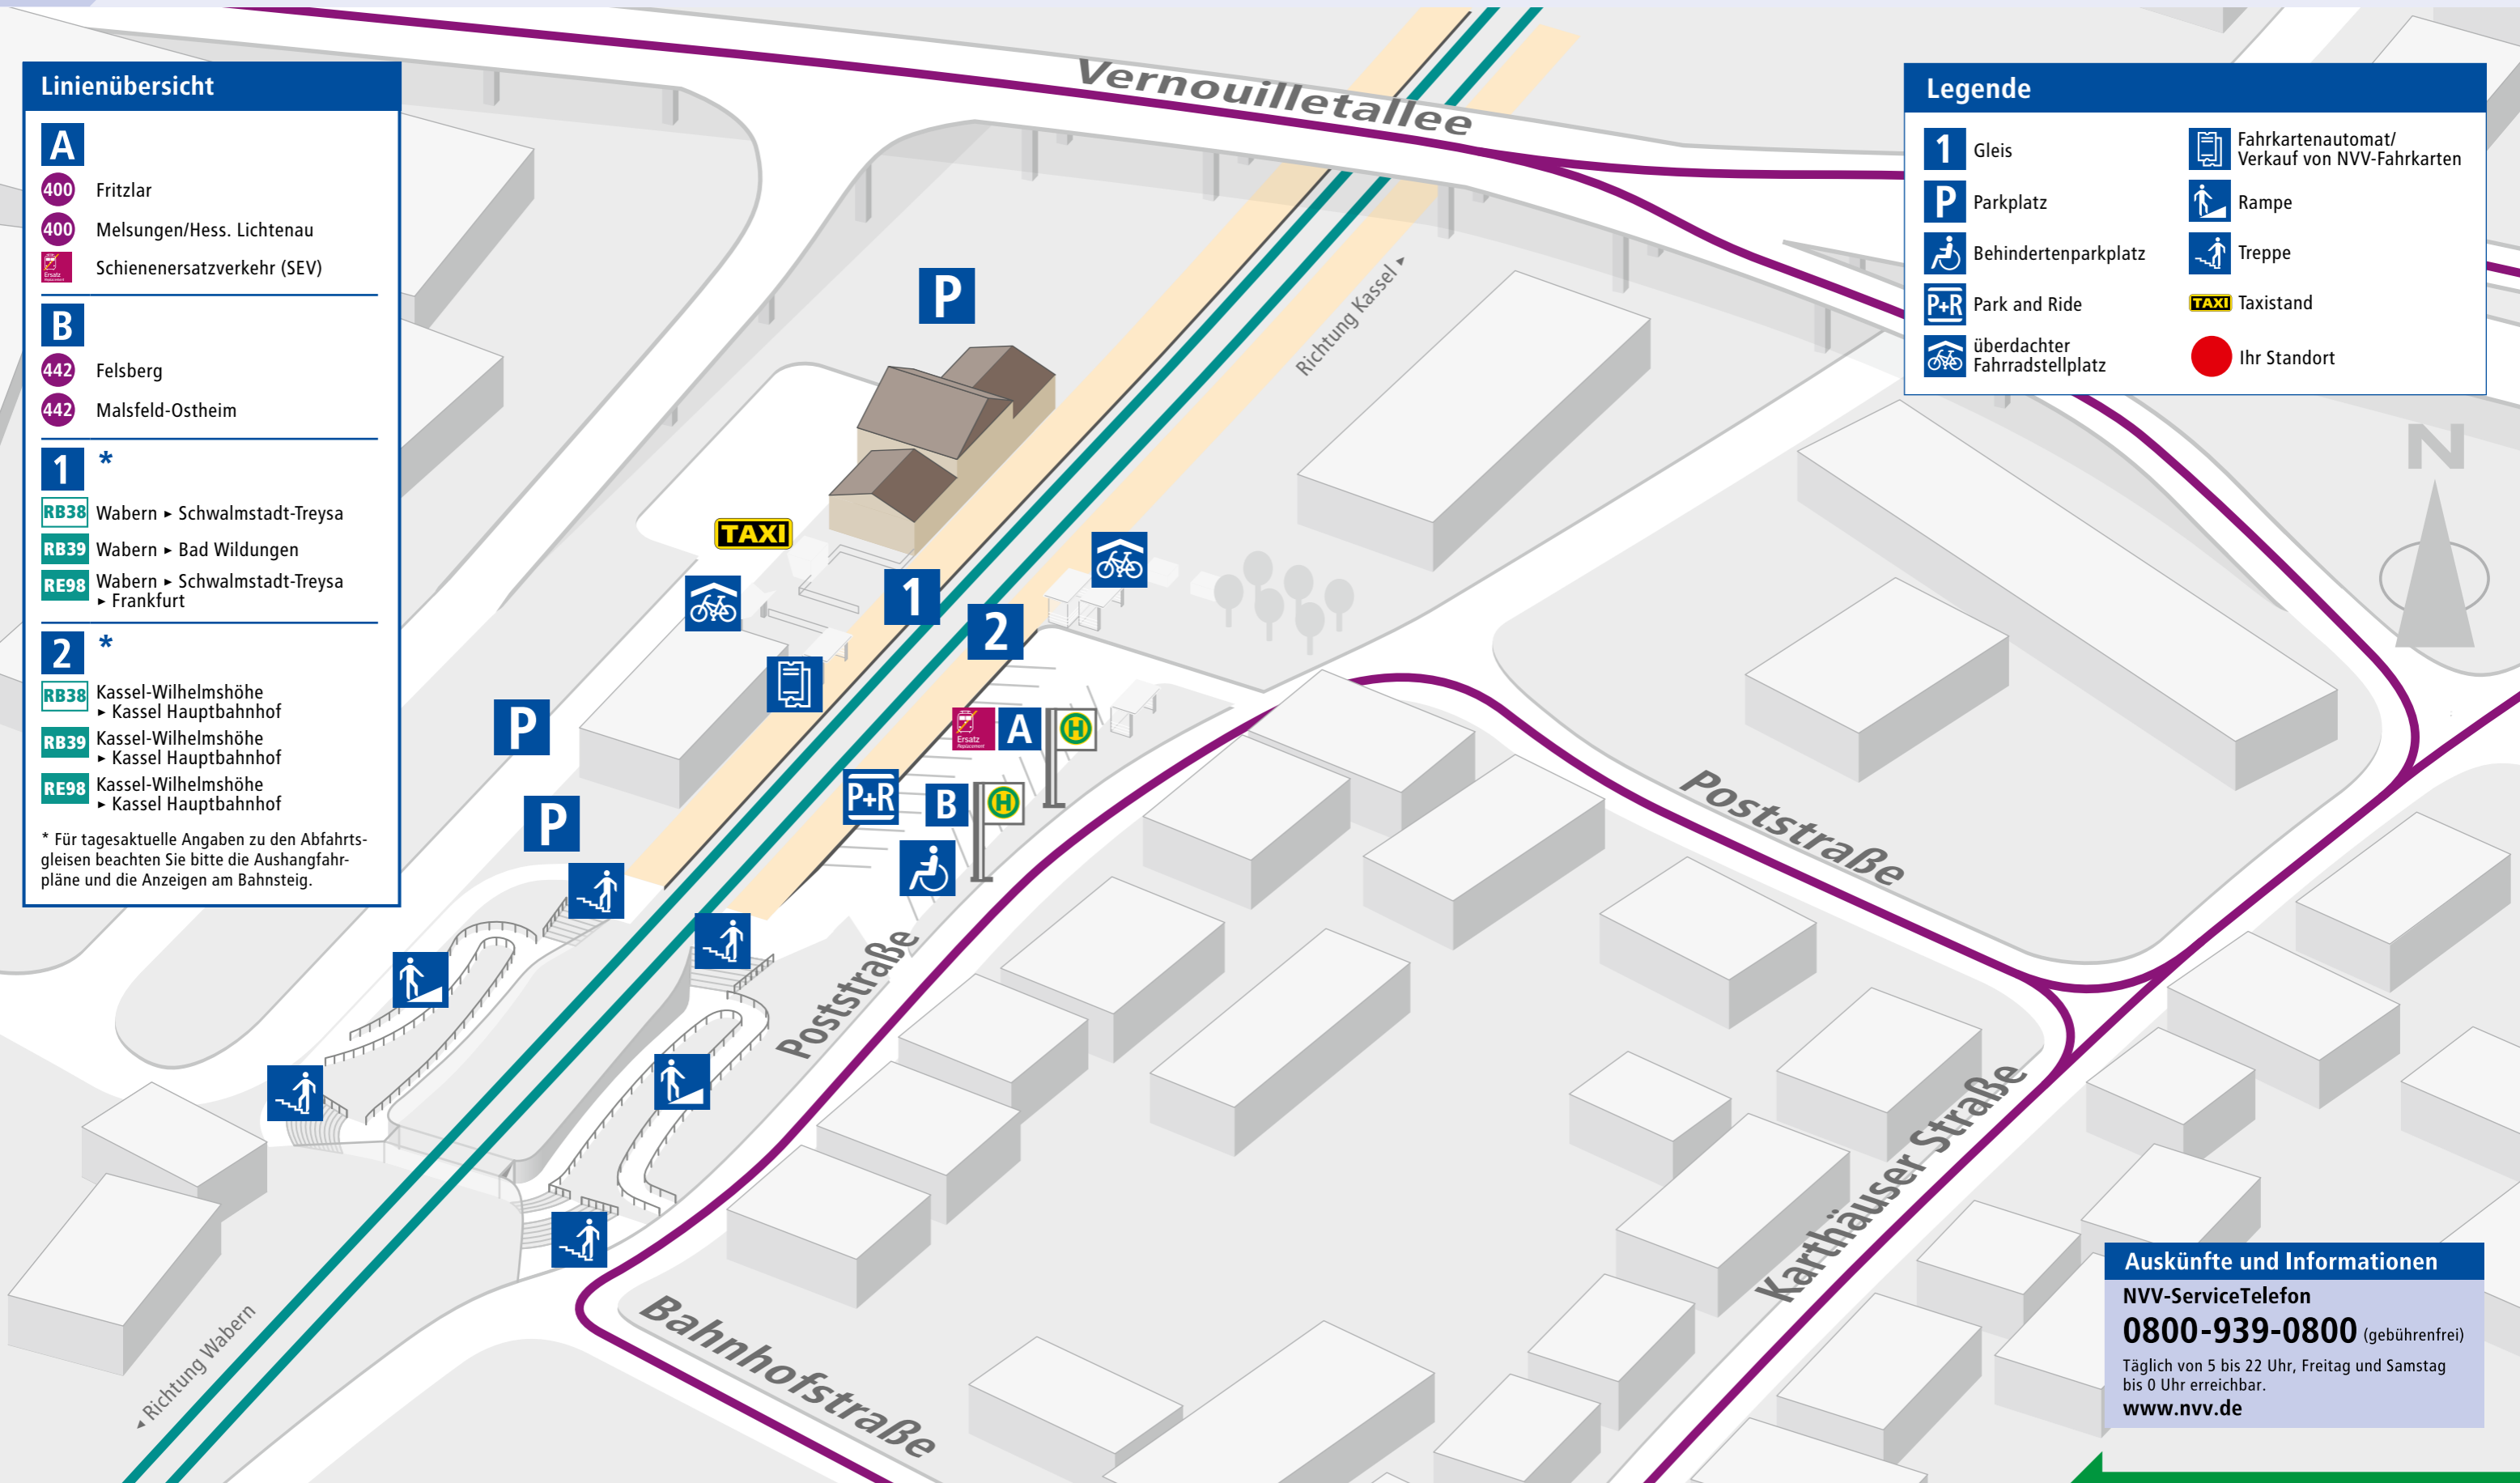 Linienübersicht
A
400 Fritzlar
400 Melsungen/Hess. Lichtenau
Ersatz
Replacement
Schienenersatzverkehr (SEV)
B
442 Felsberg
442 Malsfeld-Ostheim
1 *
RB38 Wabern ▸ Schwalmstadt-Treysa
RB39 Wabern ▸ Bad Wildungen
RE98 Wabern ▸ Schwalmstadt-Treysa
▸ Frankfurt
2 *
RB38 Kassel-Wilhelmshöhe
▸ Kassel Hauptbahnhof
RB39 Kassel-Wilhelmshöhe
▸ Kassel Hauptbahnhof
RE98 Kassel-Wilhelmshöhe
▸ Kassel Hauptbahnhof
* Für tagesaktuelle Angaben zu den Abfahrts-
gleisen beachten Sie bitte die Aushangfahr-
pläne und die Anzeigen am Bahnsteig.
Vernouilletallee
Richtung Kassel ▸
P
TAXI
1
2
P
P
Ersatz
Replacement
A
H
P+R
B
H
Poststraße
Poststraße
Karthäuser Straße
Bahnhofstraße
◂ Richtung Wabern
N
Legende
1 Gleis
P Parkplatz
Behindertenparkplatz
P+R Park and Ride
überdachter
Fahrradstellplatz
Fahrkartenautomat/
Verkauf von NVV-Fahrkarten
Rampe
Treppe
TAXI Taxistand
Ihr Standort
Auskünfte und Informationen
NVV-ServiceTelefon
0800-939-0800 (gebührenfrei)
Täglich von 5 bis 22 Uhr, Freitag und Samstag
bis 0 Uhr erreichbar.
www.nvv.de